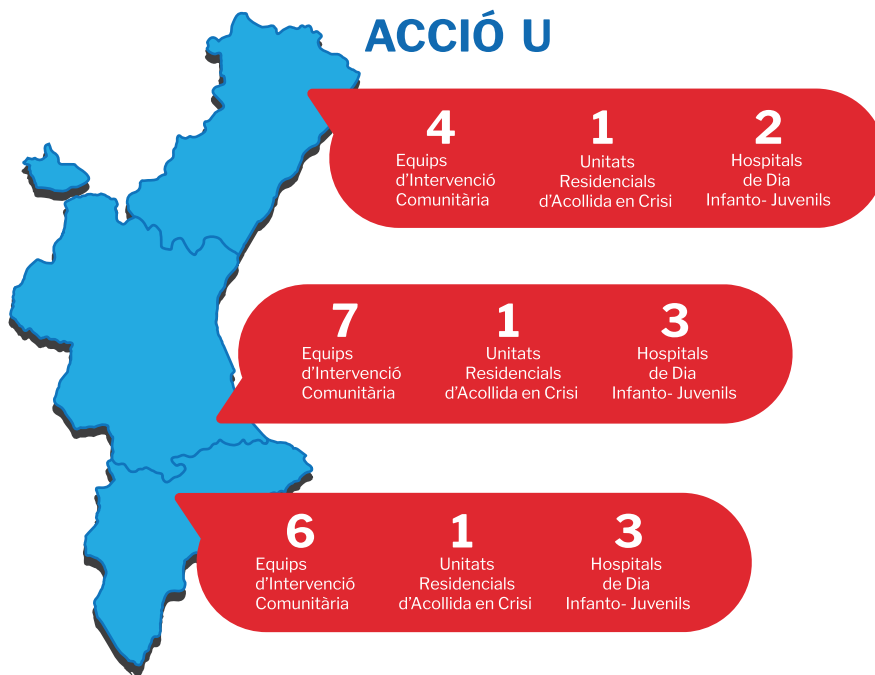 ACCIÓ U
4
Equips
d'Intervenció
Comunitària
1
Unitats
Residencials
d'Acollida en Crisi
2
Hospitals
de Dia
Infanto- Juvenils
7
Equips
d'Intervenció
Comunitària
1
Unitats
Residencials
d'Acollida en Crisi
3
Hospitals
de Dia
Infanto- Juvenils
6
Equips
d'Intervenció
Comunitària
1
Unitats
Residencials
d'Acollida en Crisi
3
Hospitals
de Dia
Infanto- Juvenils